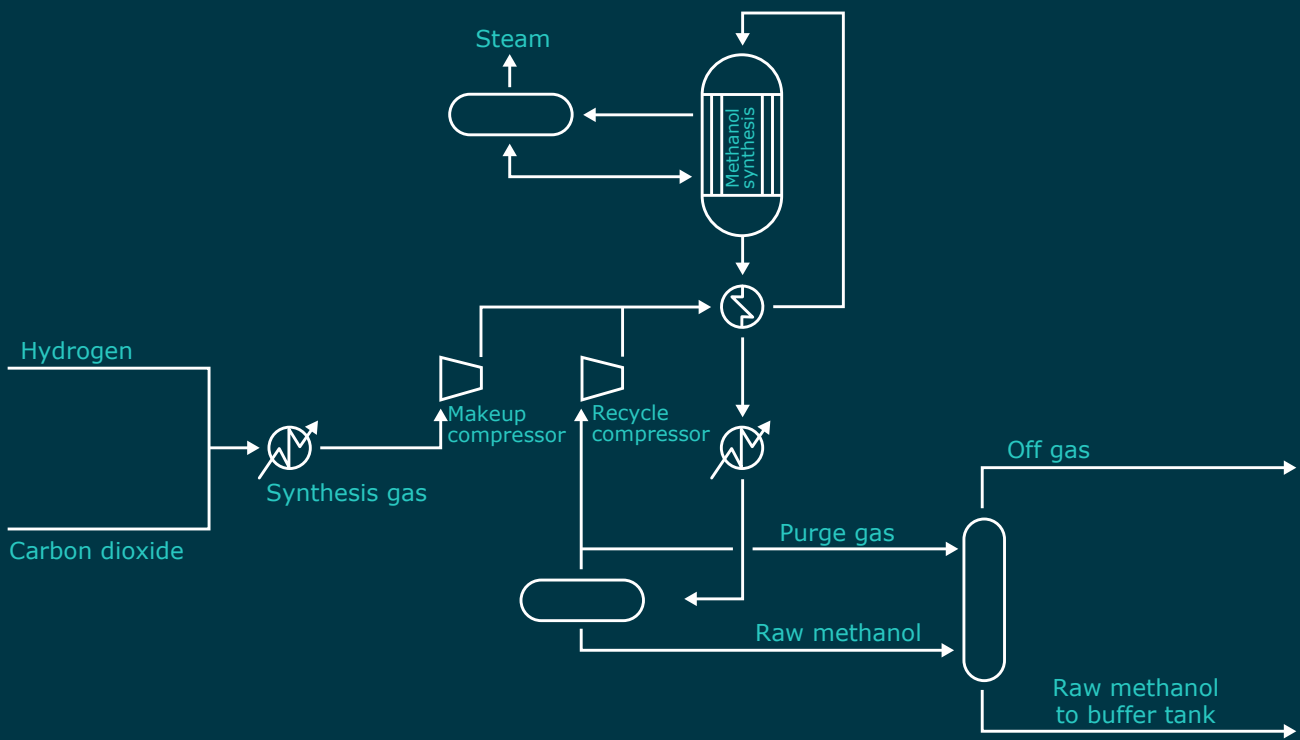 Steam
Methanol
synthesis
Hydrogen
Makeup
compressor
Recycle
compressor
Off gas
Synthesis gas
Carbon dioxide
Purge gas
Raw methanol
Raw methanol
to buffer tank